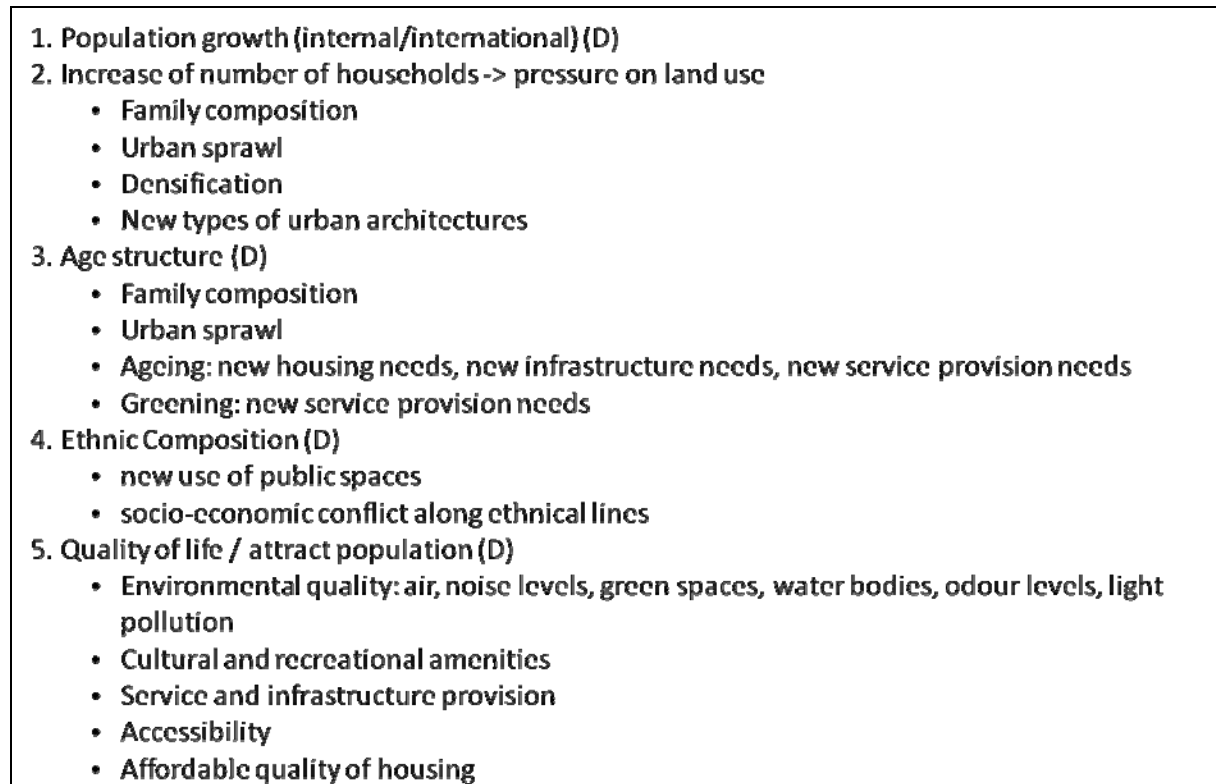 1. Population growth (internal/international) (D)
2. Increase of number of households -> pressure on land use
• Family composition
• Urban sprawl
• Densification
• New types of urban architectures
3. Age structure (D)
• Family composition
• Urban sprawl
• Ageing: new housing needs, new infrastructure needs, new service provision needs
• Greening: new service provision needs
4. Ethnic Composition (D)
• new use of public spaces
• socio-economic conflict along ethnical lines
5. Quality of life / attract population (D)
• Environmental quality: air, noise levels, green spaces, water bodies, odour levels, light
pollution
• Cultural and recreational amenities
• Service and infrastructure provision
• Accessibility
• Affordable quality of housing